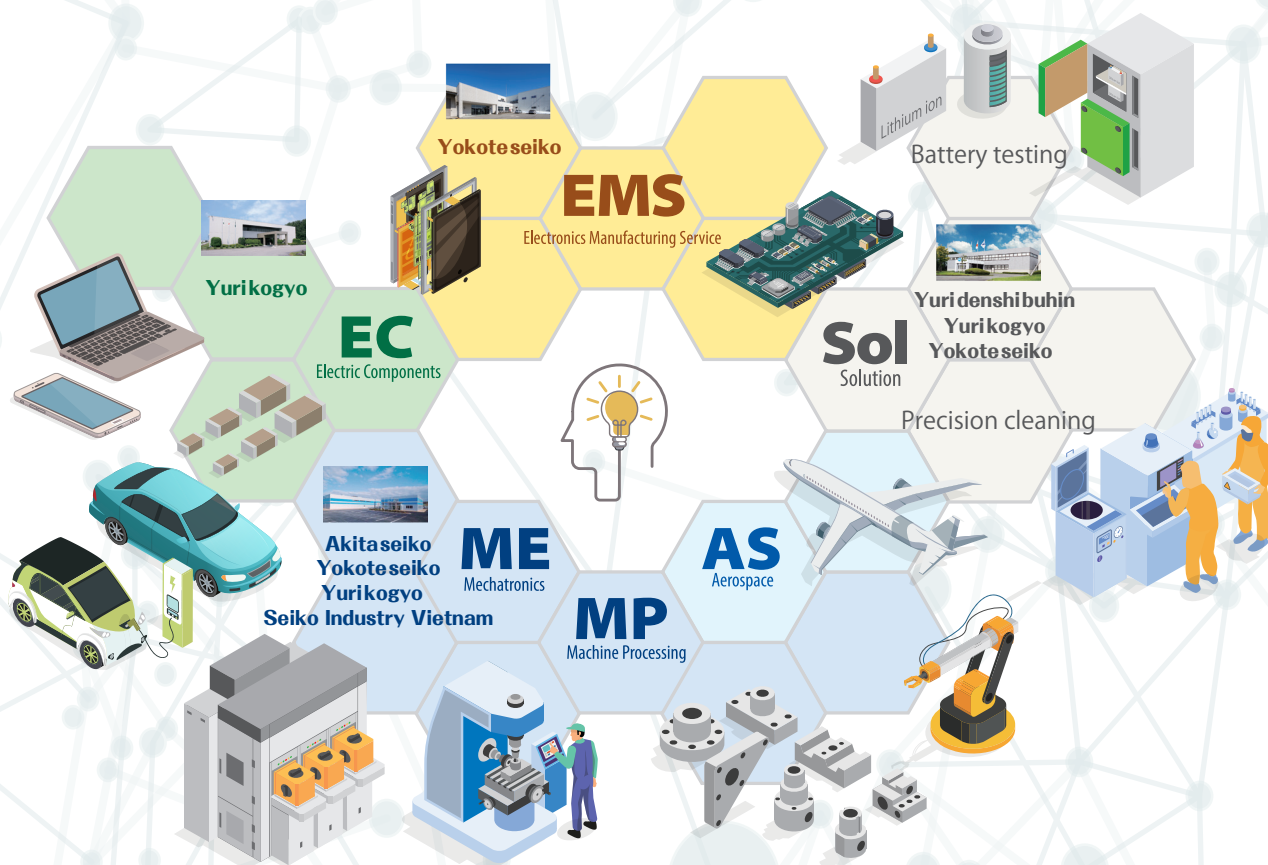 Yokoteseiko
EMS
Electronics Manufacturing Service
Lithium ion
Battery testing
Yurikogyo
EC
Electric Components
Yuridenshibuhin
Yurikogyo
Yokoteseiko
Sol
Solution
Precision cleaning
Akitaseiko
Yokoteseiko
Yurikogyo
Seiko Industry Vietnam
ME
Mechatronics
MP
Machine Processing
AS
Aerospace